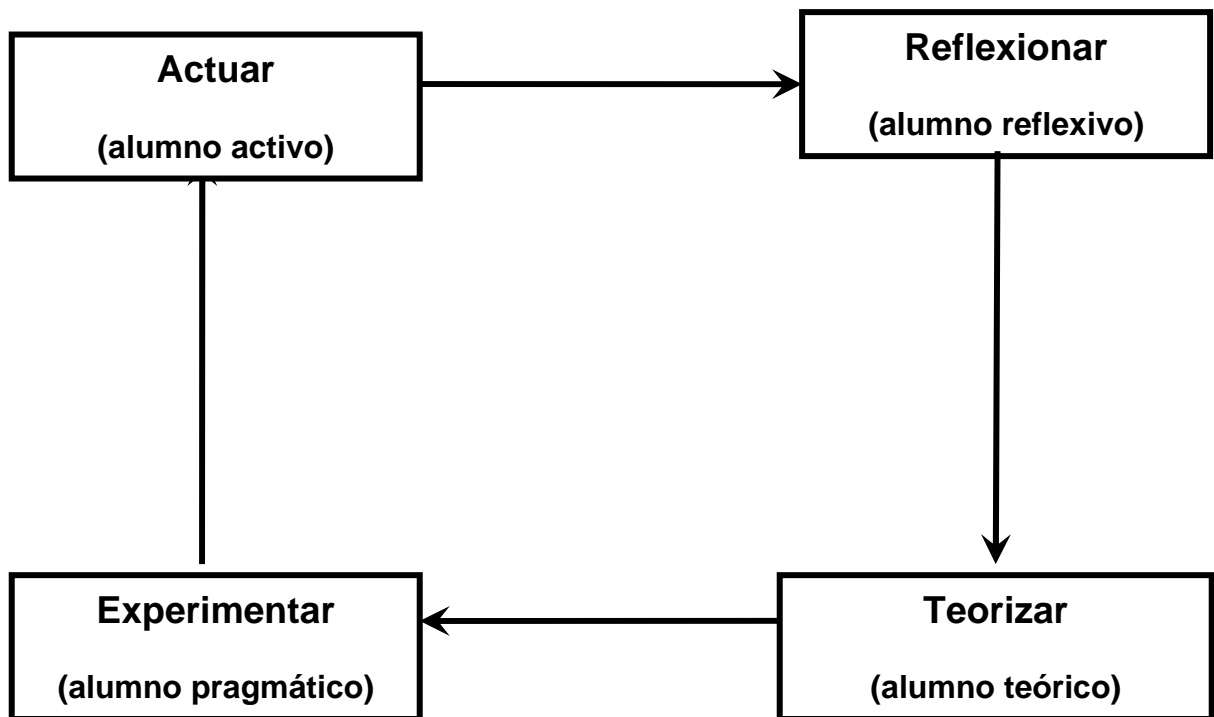 Actuar
(alumno activo)
Reflexionar
(alumno reflexivo)
Experimentar
(alumno pragmático)
Teorizar
(alumno teórico)